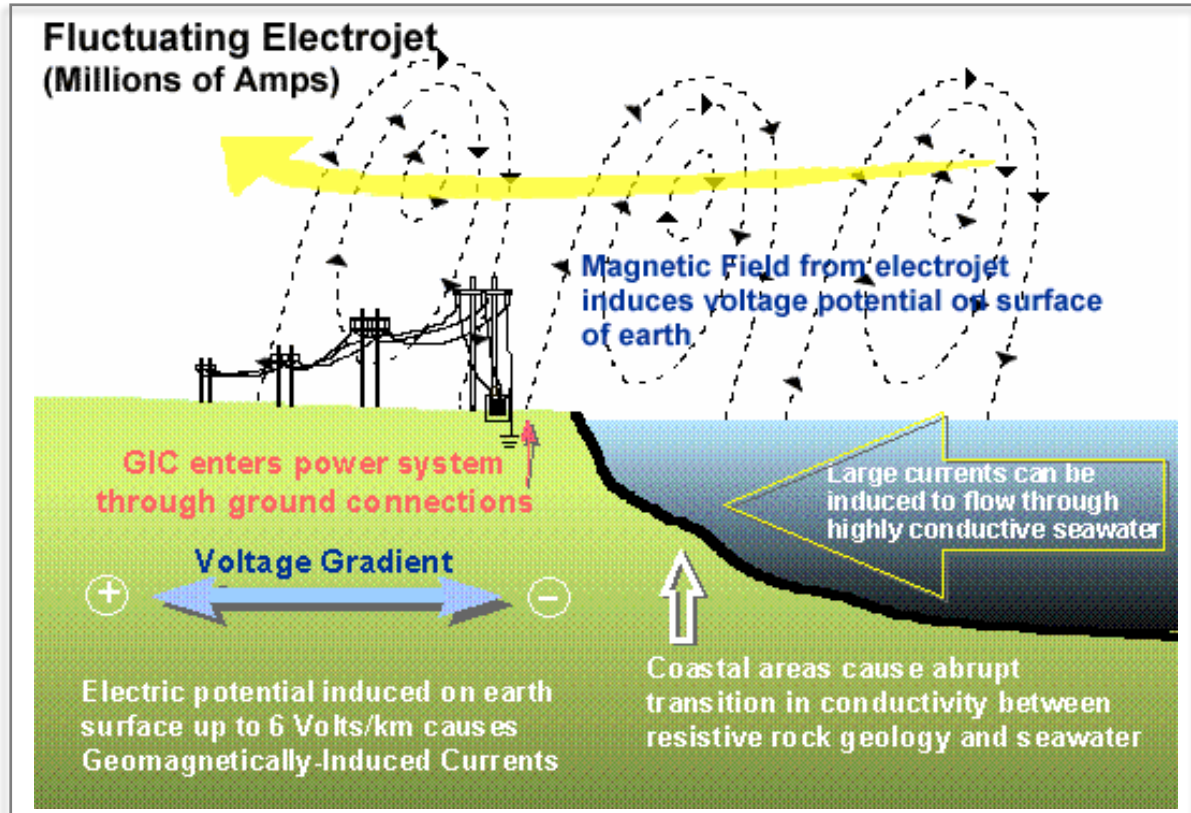 Fluctuating Electrojet
(Millions of Amps)
Magnetic Field from electrojet
induces voltage potential on surface
of earth
GIC enters power system
through ground connections
Large currents can be
induced to flow through
highly conductive seawater
Voltage Gradient
+ −
Electric potential induced on earth
surface up to 6 Volts/km causes
Geomagnetically-Induced Currents
Coastal areas cause abrupt
transition in conductivity between
resistive rock geology and seawater